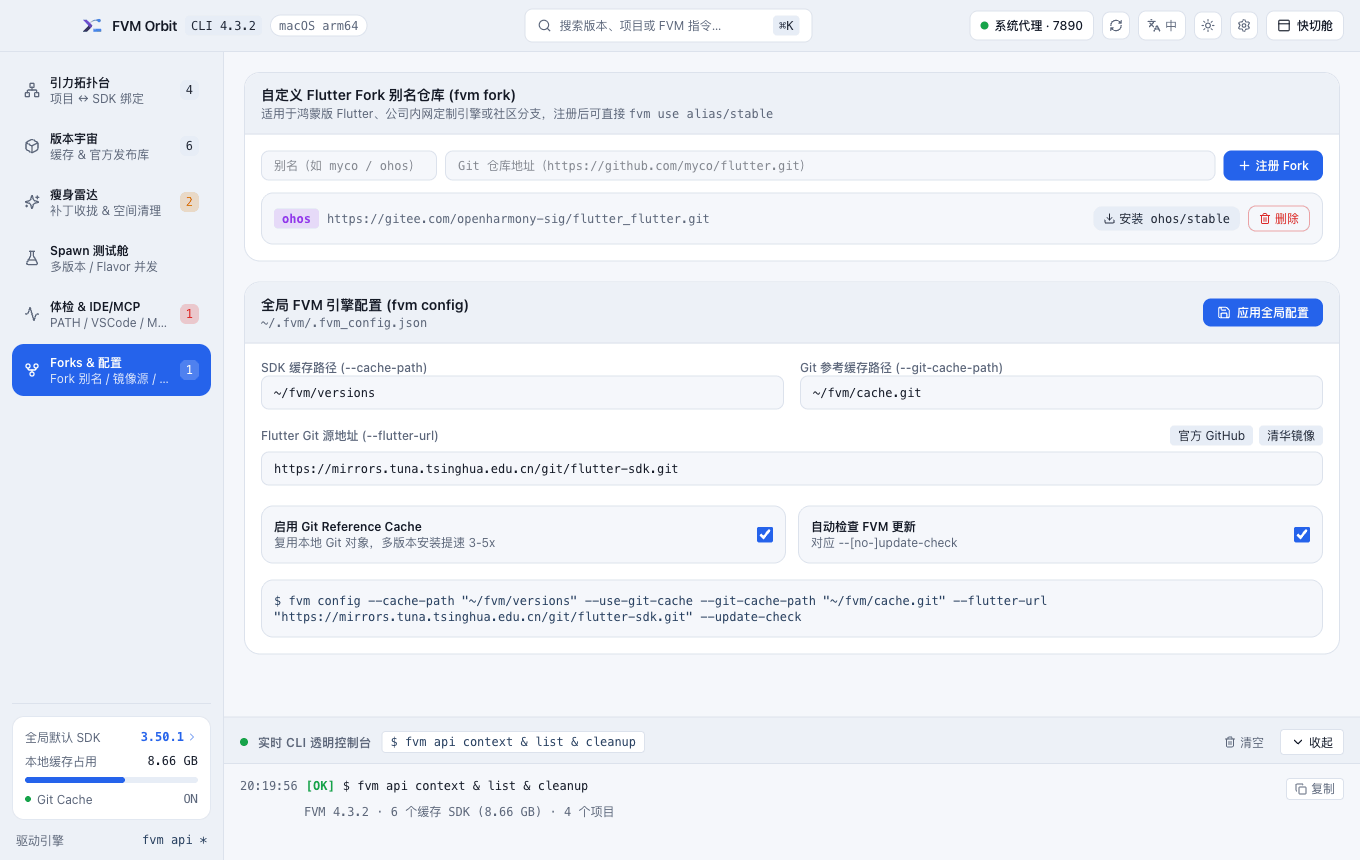 FVM Orbit CLI 4.3.2 macOS arm64
搜索版本、项目或 FVM 指令... ⌘K
系统代理 · 7890
中
快切舱
引力拓扑台
项目 ↔ SDK 绑定
4
版本宇宙
缓存 & 官方发布库
6
瘦身雷达
补丁收拢 & 空间清理
2
Spawn 测试舱
多版本 / Flavor 并发
体检 & IDE/MCP
PATH / VSCode / M...
1
Forks & 配置
Fork 别名 / 镜像源 / ...
1
全局默认 SDK 3.50.1
本地缓存占用 8.66 GB
Git Cache ON
驱动引擎 fvm api *
自定义 Flutter Fork 别名仓库 (fvm fork)
适用于鸿蒙版 Flutter、公司内网定制引擎或社区分支，注册后可直接 fvm use alias/stable
别名（如 myco / ohos）
Git 仓库地址（https://github.com/myco/flutter.git）
注册 Fork
ohos https://gitee.com/openharmony-sig/flutter_flutter.git
安装 ohos/stable
删除
全局 FVM 引擎配置 (fvm config)
~/.fvm/.fvm_config.json
应用全局配置
SDK 缓存路径 (--cache-path)
~/fvm/versions
Git 参考缓存路径 (--git-cache-path)
~/fvm/cache.git
Flutter Git 源地址 (--flutter-url)
官方 GitHub
清华镜像
https://mirrors.tuna.tsinghua.edu.cn/git/flutter-sdk.git
启用 Git Reference Cache
复用本地 Git 对象，多版本安装提速 3-5x
自动检查 FVM 更新
对应 --[no-]update-check
$ fvm config --cache-path "~/fvm/versions" --use-git-cache --git-cache-path "~/fvm/cache.git" --flutter-url
"https://mirrors.tuna.tsinghua.edu.cn/git/flutter-sdk.git" --update-check
实时 CLI 透明控制台
$ fvm api context & list & cleanup
清空
收起
20:19:56 [OK] $ fvm api context & list & cleanup
复制
FVM 4.3.2 · 6 个缓存 SDK (8.66 GB) · 4 个项目